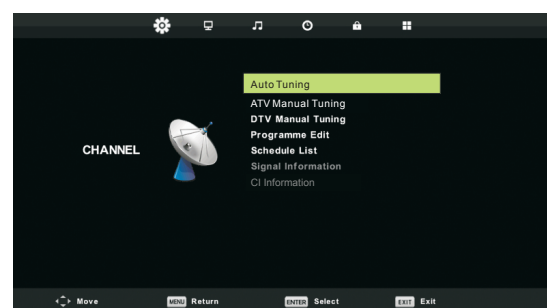 Auto Tuning
ATV Manual Tuning
DTV Manual Tuning
Programme Edit
CHANNEL
Schedule List
Signal Information
CI Information
Move MENU Return ENTER Select EXIT Exit